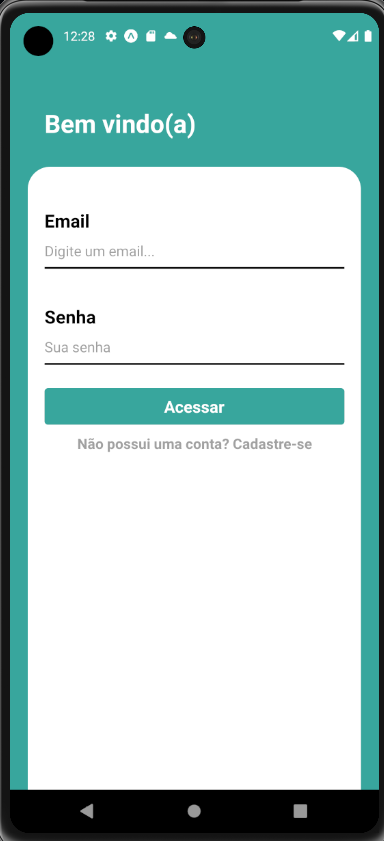 12:28
Bem vindo(a)
Email
Digite um email...
Senha
Sua senha
Acessar
Não possui uma conta? Cadastre-se